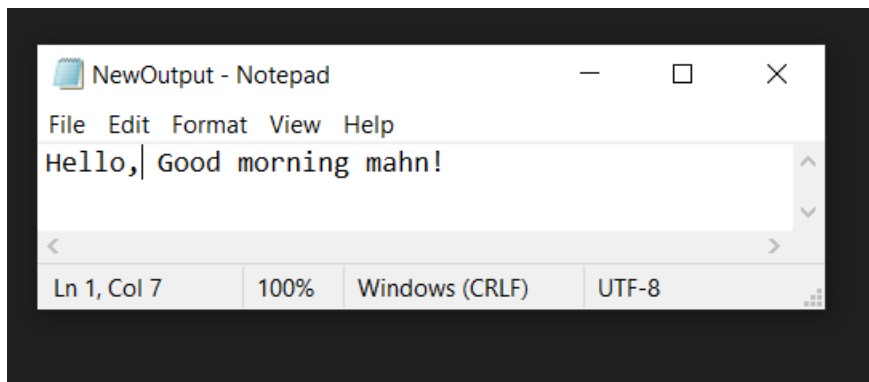 NewOutput - Notepad
File Edit Format View Help
Hello, Good morning mahn!
Ln 1, Col 7 100% Windows (CRLF) UTF-8